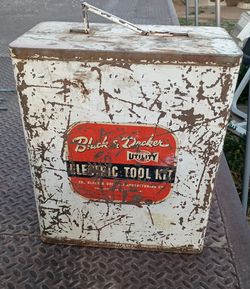 Black & Decker
UTILITY
ELECTRIC TOOL KIT